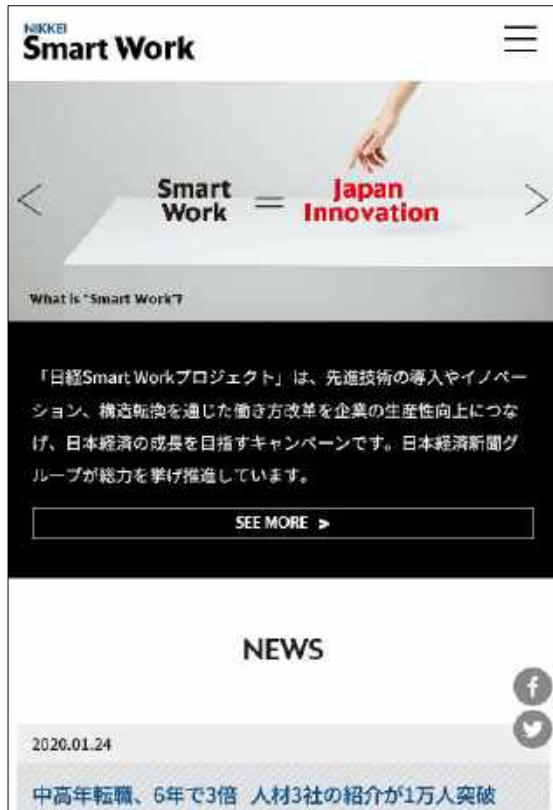 NIKKEI
Smart Work
Smart Work = Japan Innovation
What is "Smart Work"?
「日経Smart Workプロジェクト」は、先進技術の導入やイノベー
ション、構造転換を通じた働き方改革を企業の生産性向上につな
げ、日本経済の成長を目指すキャンペーンです。日本経済新聞グ
ループが総力を挙げ推進しています。
SEE MORE >
NEWS
2020.01.24
中高年転職、6年で3倍 人材3社の紹介が1万人突破